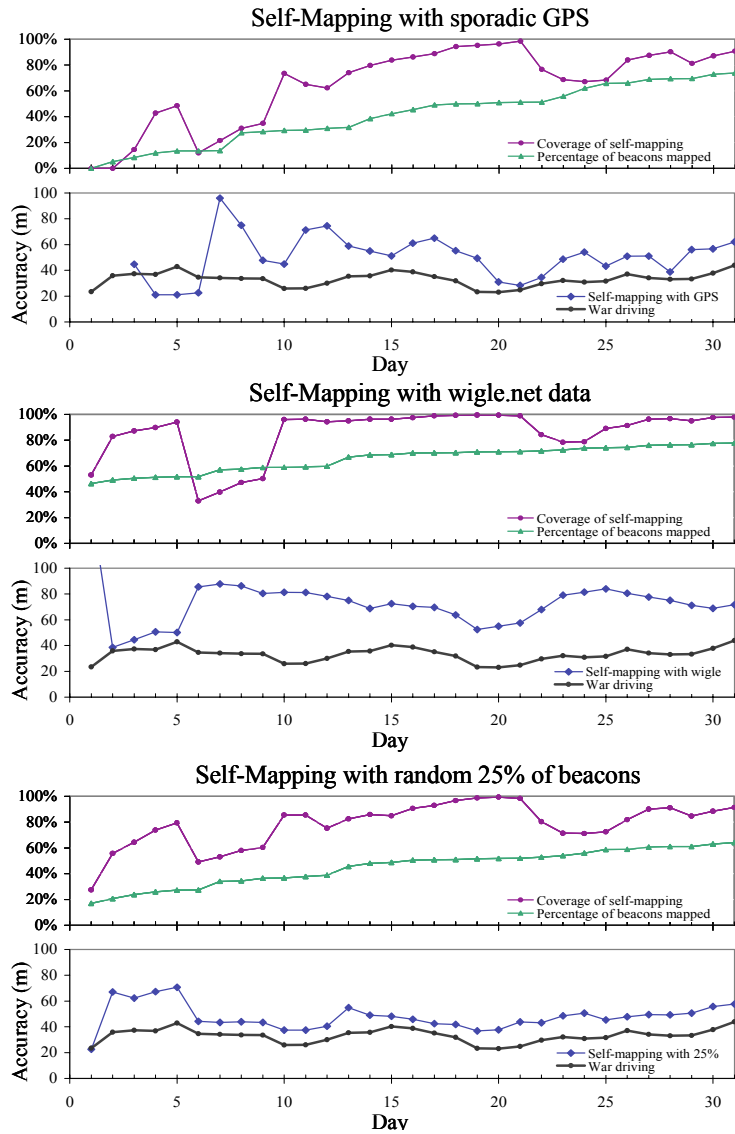 Self-Mapping with sporadic GPS
100%
80%
60%
40%
20%
0%
Coverage of self-mapping
Percentage of beacons mapped
Accuracy (m)
100
80
60
40
20
0
Self-mapping with GPS
War driving
0 5 10 15 20 25 30
Day
Self-Mapping with wigle.net data
100%
80%
60%
40%
20%
0%
Coverage of self-mapping
Percentage of beacons mapped
Accuracy (m)
100
80
60
40
20
0
Self-mapping with wigle
War driving
0 5 10 15 20 25 30
Day
Self-Mapping with random 25% of beacons
100%
80%
60%
40%
20%
0%
Coverage of self-mapping
Percentage of beacons mapped
Accuracy (m)
100
80
60
40
20
0
Self-mapping with 25%
War driving
0 5 10 15 20 25 30
Day